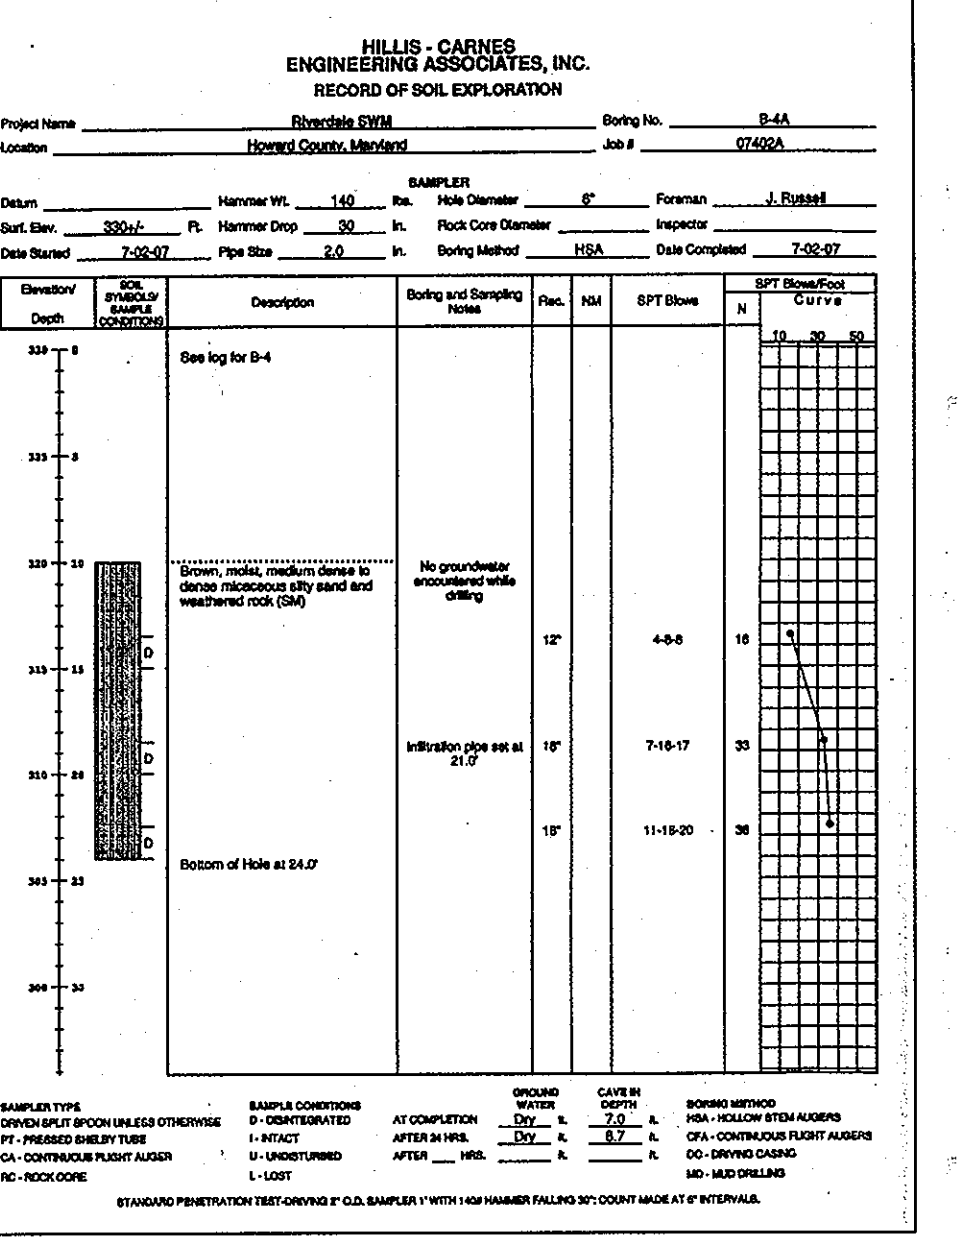 HILLIS - CARNES
ENGINEERING ASSOCIATES, INC.
RECORD OF SOIL EXPLORATION
Project Name Riverdale SWM Boring No. B-4A
Location Howard County, Maryland Job # 07402A
SAMPLER
Datum Hammer Wt. 140 lbs. Hole Diameter 6" Foreman J. Russell
Surf. Elev. 330+/- Ft. Hammer Drop 30 In. Rock Core Diameter Inspector
Date Started 7-02-07 Pipe Size 2.0 In. Boring Method HSA Date Completed 7-02-07
Elevation/ Depth SOIL SYMBOLS/ SAMPLE CONDITIONS Description Boring and Sampling Notes Rec. NM SPT Blows SPT Blows/Foot
N Curve
10 30 50
See log for B-4
320 10 Brown, moist, medium dense to
dense micaceous silty sand and
weathered rock (SM)
No groundwater
encountered while
drilling
D 12" 4-8-8 16
315 15
D Infiltration pipe set at 21.0' 18" 7-16-17 33
310 20
D 18" 11-18-20
Bottom of Hole at 24.0'
SAMPLER TYPE SAMPLE CONDITIONS GROUND WATER CAVE IN DEPTH BORING METHOD
DRIVEN SPLIT SPOON UNLESS OTHERWISE D - DISINTEGRATED AT COMPLETION Dry ft. 7.0 ft. HSA - HOLLOW STEM AUGERS
PT - PRESSED SHELBY TUBE I - INTACT AFTER 24 HRS. Dry ft. 6.7 ft. CFA - CONTINUOUS FLIGHT AUGERS
CA - CONTINUOUS FLIGHT AUGER U - UNDISTURBED AFTER HRS. ft. ft. DC - DRIVING CASING
RC - ROCK CORE L - LOST MD - MUD DRILLING
STANDARD PENETRATION TEST-DRIVING 2" O.D. SAMPLER 1' WITH 140# HAMMER FALLING 30"; COUNT MADE AT 6" INTERVALS.